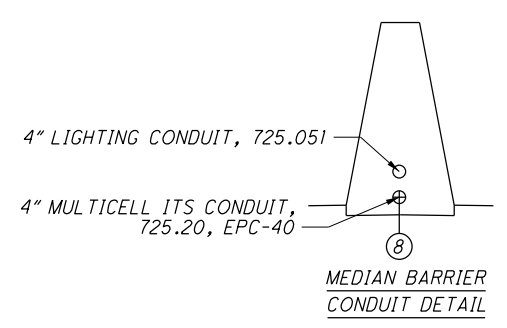 4" LIGHTING CONDUIT, 725.051
4" MULTICELL ITS CONDUIT,
725.20, EPC-40
8
MEDIAN BARRIER
CONDUIT DETAIL